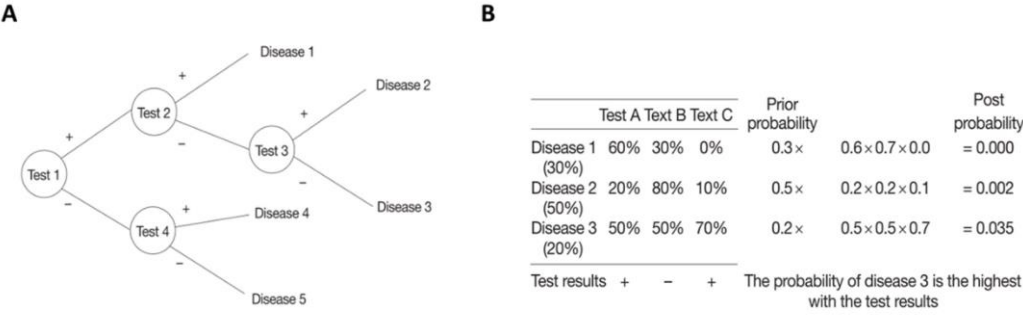 A
Disease 1
+
Disease 2
Test 2
+
+
−
Test 3
Test 1
−
Disease 3
−
+
Disease 4
Test 4
−
Disease 5
B
Test A Text B Text C Prior probability Post probability
Disease 1 60% 30% 0% 0.3× 0.6×0.7×0.0 = 0.000
(30%)
Disease 2 20% 80% 10% 0.5× 0.2×0.2×0.1 = 0.002
(50%)
Disease 3 50% 50% 70% 0.2× 0.5×0.5×0.7 = 0.035
(20%)
Test results + − + The probability of disease 3 is the highest
with the test results